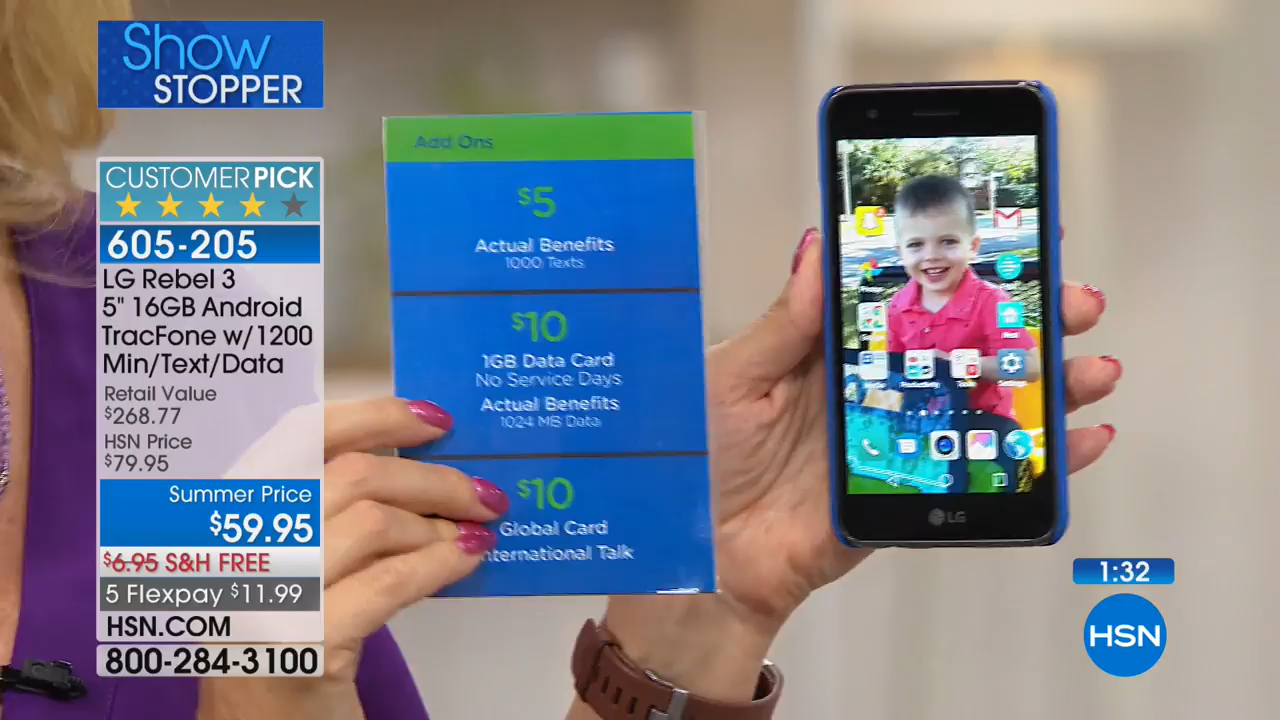 Show
STOPPER
CUSTOMER PICK
605-205
LG Rebel 3
5" 16GB Android
TracFone w/1200
Min/Text/Data
Retail Value
$268.77
HSN Price
$79.95
Summer Price
$59.95
$6.95 S&H FREE
5 Flexpay $11.99
HSN.COM
800-284-3100
Add Ons
$5
Actual Benefits
1000 Texts
$10
1GB Data Card
No Service Days
Actual Benefits
1024 MB Data
$10
Global Card
nternational Talk
Productivity
Settings
LG
1:32
HSN